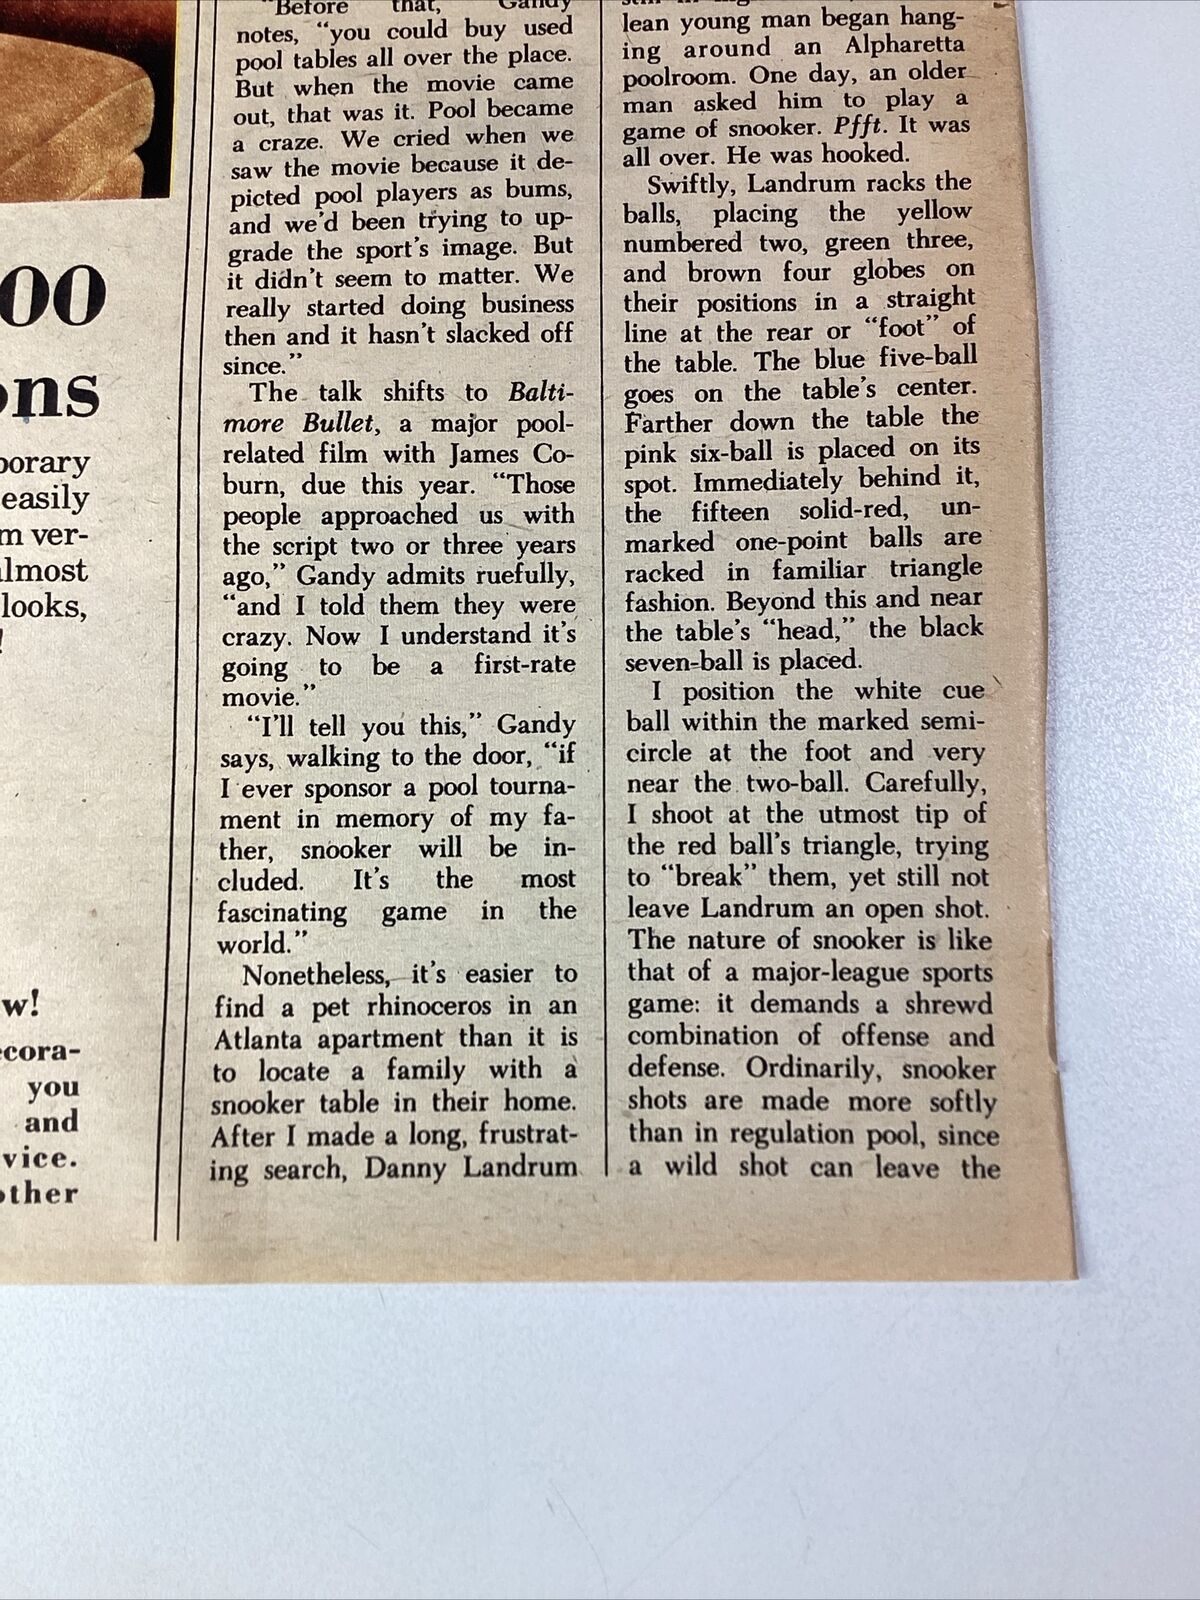 00
ons
porary
easily
m ver-
almost
looks,
!
w!
ecora-
you
and
vice.
other
"Before that, Gandy
notes, "you could buy used
pool tables all over the place.
But when the movie came
out, that was it. Pool became
a craze. We cried when we
saw the movie because it de-
picted pool players as bums,
and we'd been trying to up-
grade the sport's image. But
it didn't seem to matter. We
really started doing business
then and it hasn't slacked off
since."
The talk shifts to Balti-
more Bullet, a major pool-
related film with James Co-
burn, due this year. "Those
people approached us with
the script two or three years
ago," Gandy admits ruefully,
"and I told them they were
crazy. Now I understand it's
going to be a first-rate
movie."
"I'll tell you this," Gandy
says, walking to the door, "if
I ever sponsor a pool tourna-
ment in memory of my fa-
ther, snooker will be in-
cluded. It's the most
fascinating game in the
world."
Nonetheless, it's easier to
find a pet rhinoceros in an
Atlanta apartment than it is
to locate a family with a
snooker table in their home.
After I made a long, frustrat-
ing search, Danny Landrum
lean young man began hang-
ing around an Alpharetta
poolroom. One day, an older
man asked him to play a
game of snooker. Pfft. It was
all over. He was hooked.
Swiftly, Landrum racks the
balls, placing the yellow
numbered two, green three,
and brown four globes on
their positions in a straight
line at the rear or "foot" of
the table. The blue five-ball
goes on the table's center.
Farther down the table the
pink six-ball is placed on its
spot. Immediately behind it,
the fifteen solid-red, un-
marked one-point balls are
racked in familiar triangle
fashion. Beyond this and near
the table's "head," the black
seven-ball is placed.
I position the white cue
ball within the marked semi-
circle at the foot and very
near the two-ball. Carefully,
I shoot at the utmost tip of
the red ball's triangle, trying
to "break" them, yet still not
leave Landrum an open shot.
The nature of snooker is like
that of a major-league sports
game: it demands a shrewd
combination of offense and
defense. Ordinarily, snooker
shots are made more softly
than in regulation pool, since
a wild shot can leave the